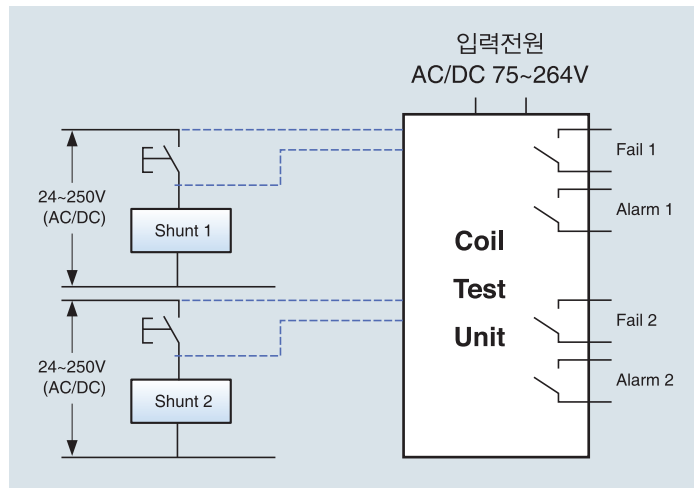 입력전원
AC/DC 75~264V
24~250V
(AC/DC)
Shunt 1
Coil
Test
Unit
Fail 1
Alarm 1
24~250V
(AC/DC)
Shunt 2
Fail 2
Alarm 2